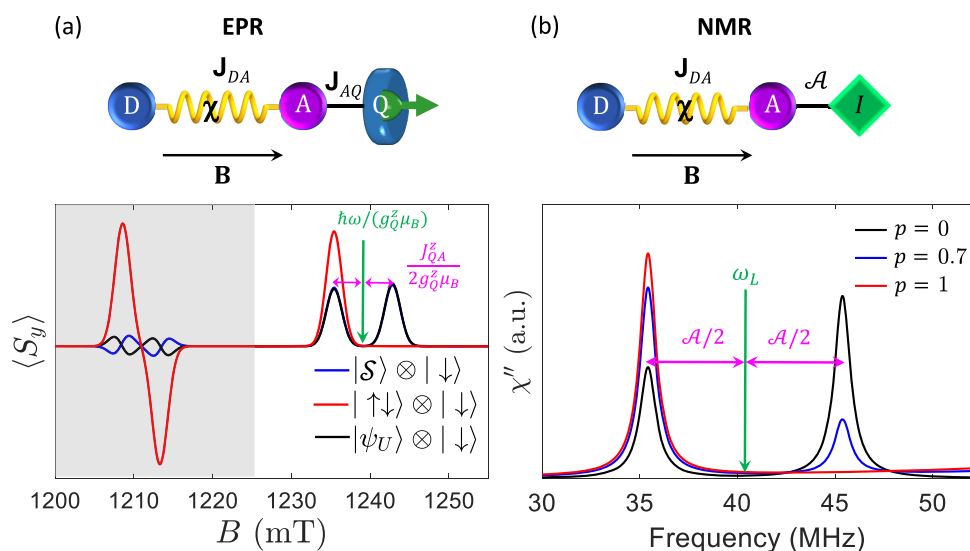 (a) EPR
D J_DA χ A J_AQ Q
B
ħω/(g_Q^z μ_B)
J_QA^z / 2g_Q^z μ_B
⟨S_y⟩
|𝒮⟩ ⊗ | ↓⟩
| ↑↓⟩ ⊗ | ↓⟩
|ψ_U⟩ ⊗ | ↓⟩
1200 1210 1220 1230 1240 1250
B (mT)
(b) NMR
D J_DA χ A 𝒜 I
B
p = 0
p = 0.7
p = 1
ω_L
𝒜/2 𝒜/2
χ′′ (a.u.)
30 35 40 45 50
Frequency (MHz)